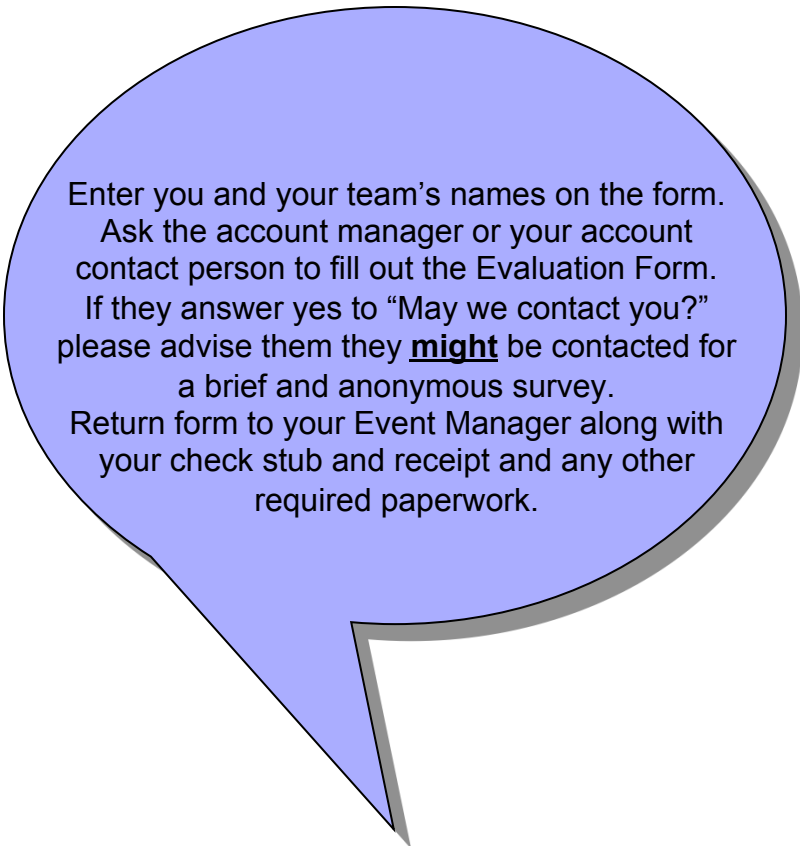 Enter you and your team’s names on the form.
Ask the account manager or your account
contact person to fill out the Evaluation Form.
If they answer yes to “May we contact you?”
please advise them they might be contacted for
a brief and anonymous survey.
Return form to your Event Manager along with
your check stub and receipt and any other
required paperwork.